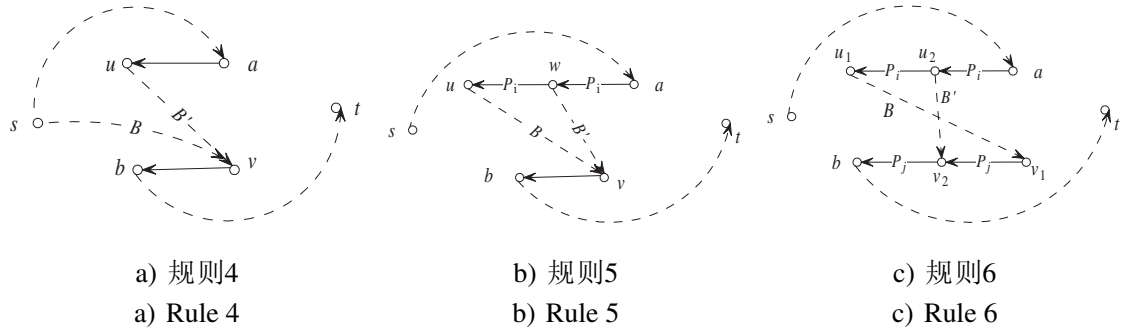 u a s B B' t b v
u P_i w P_i a s B B' t b v
u_1 P_i u_2 P_i a s B B' t b P_j v_2 P_j v_1
a) 规则4 b) 规则5 c) 规则6
a) Rule 4 b) Rule 5 c) Rule 6